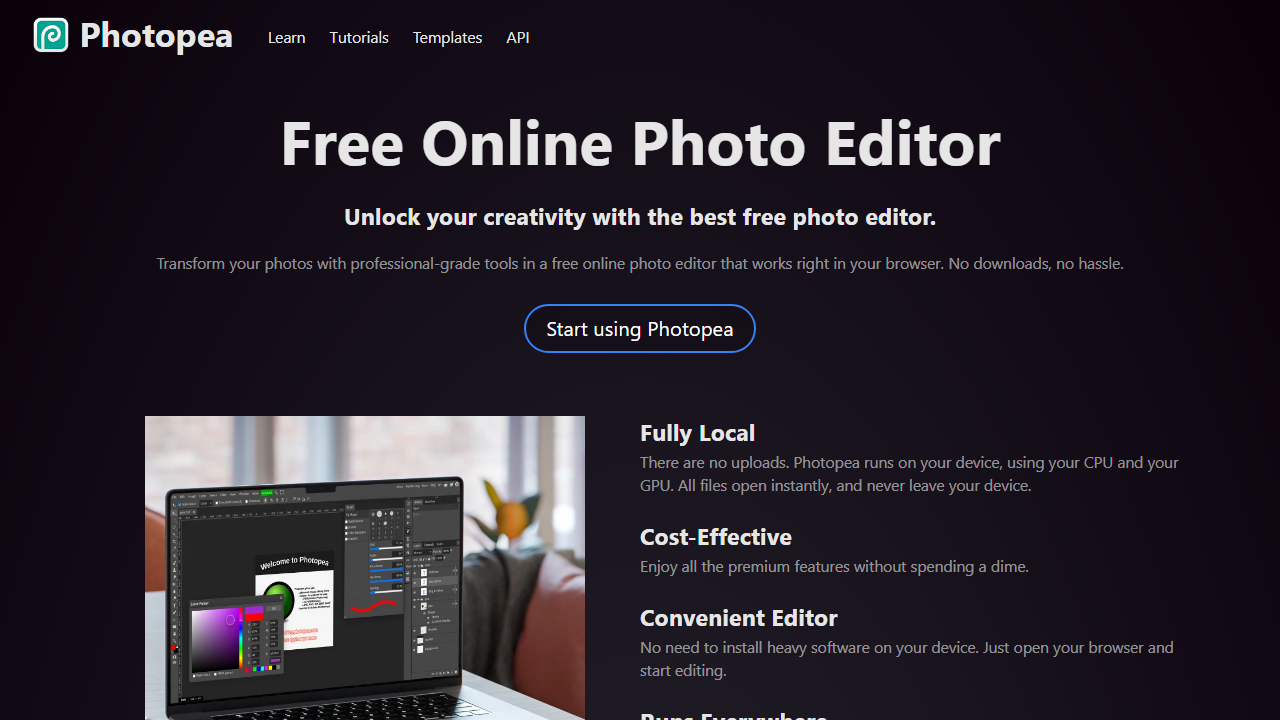 Photopea
Learn
Tutorials
Templates
API
Free Online Photo Editor
Unlock your creativity with the best free photo editor.
Transform your photos with professional-grade tools in a free online photo editor that works right in your browser. No downloads, no hassle.
Start using Photopea
Welcome to Photopea
Fully Local
There are no uploads. Photopea runs on your device, using your CPU and your
GPU. All files open instantly, and never leave your device.
Cost-Effective
Enjoy all the premium features without spending a dime.
Convenient Editor
No need to install heavy software on your device. Just open your browser and
start editing.
Runs Everywhere